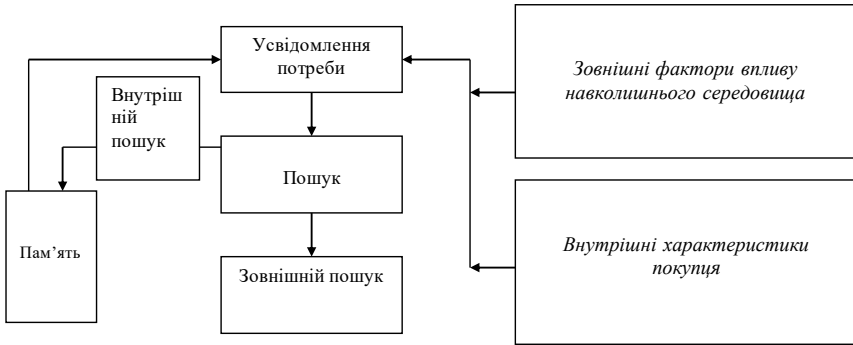 Усвідомлення
потреби
Зовнішні фактори впливу
навколишнього середовища
Внутріш
ній
пошук
Пошук
Пам’ять
Зовнішній пошук
Внутрішні характеристики
покупця